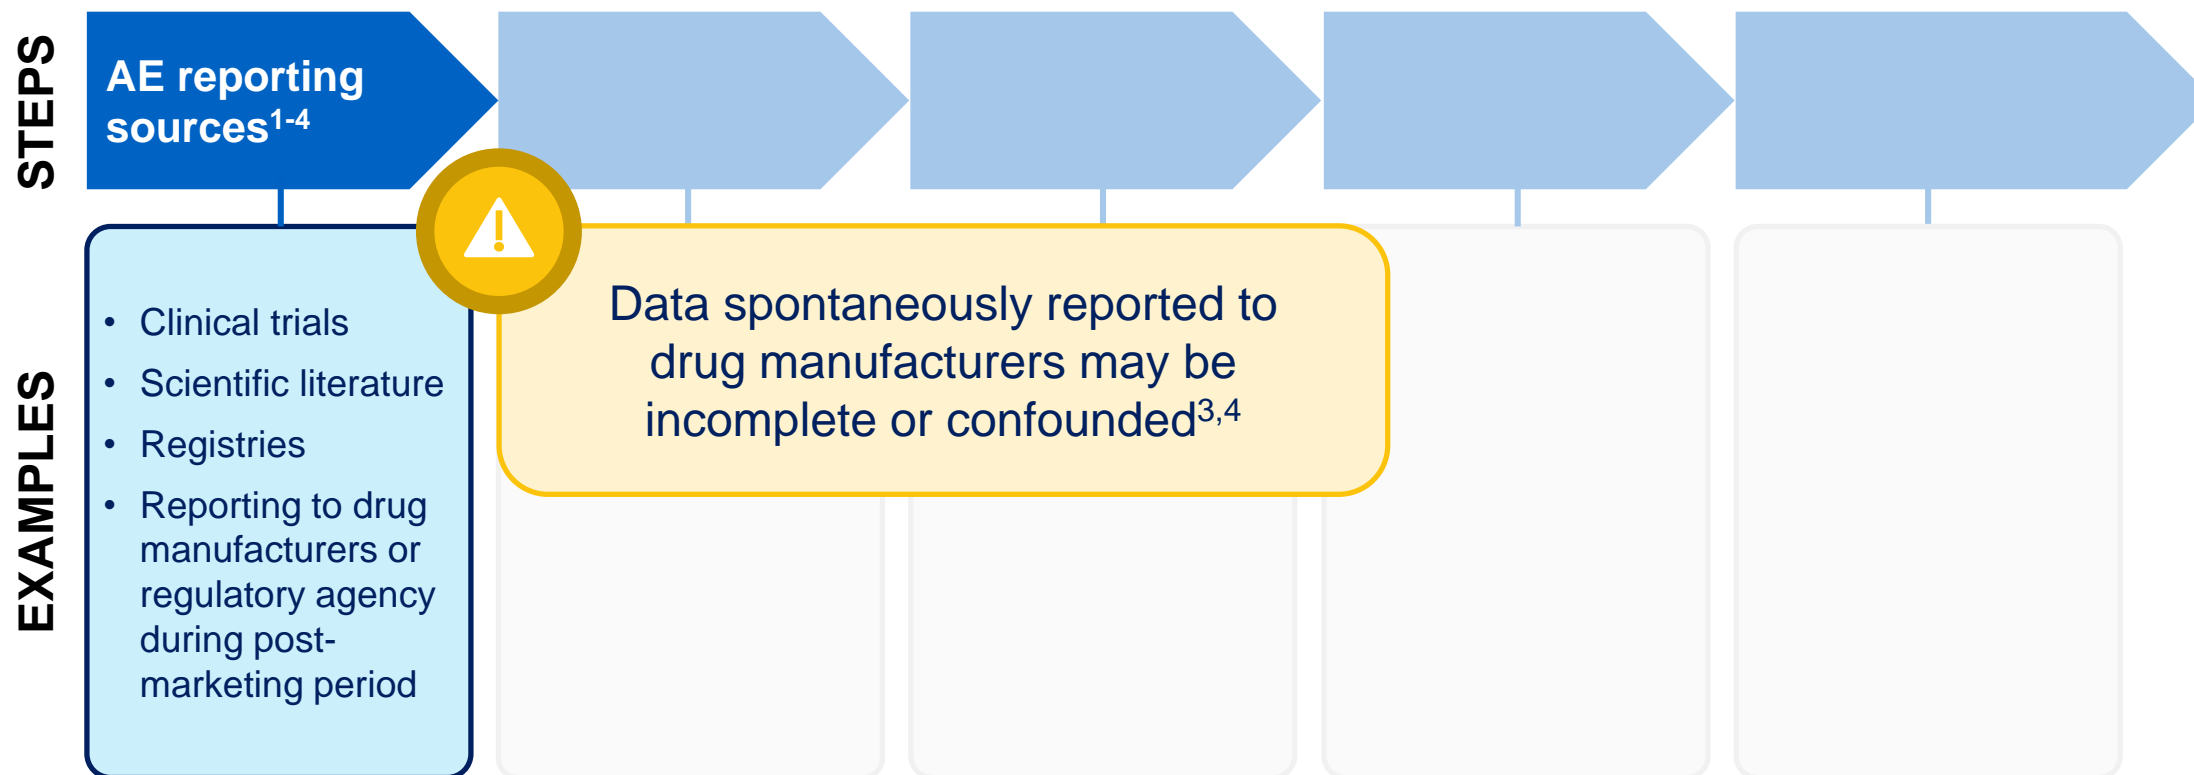 STEPS
AE reporting
sources1-4
EXAMPLES
• Clinical trials
• Scientific literature
• Registries
• Reporting to drug
manufacturers or
regulatory agency
during post-
marketing period
Data spontaneously reported to
drug manufacturers may be
incomplete or confounded3,4